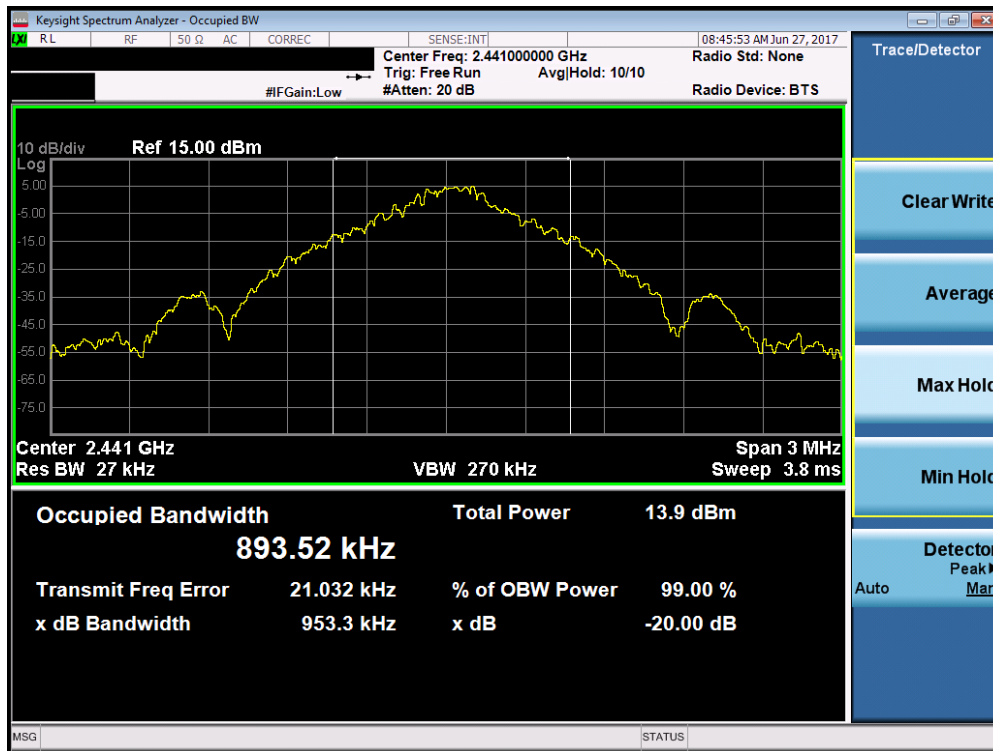 Keysight Spectrum Analyzer - Occupied BW
LXI RL RF 50 Ω AC CORREC SENSE:INT 08:45:53 AM Jun 27, 2017
Center Freq: 2.441000000 GHz Radio Std: None
Trig: Free Run Avg|Hold: 10/10
#IFGain:Low #Atten: 20 dB Radio Device: BTS
Trace/Detector
10 dB/div Ref 15.00 dBm
Log
5.00
-5.00
-15.0
-25.0
-35.0
-45.0
-55.0
-65.0
-75.0
Center 2.441 GHz Span 3 MHz
Res BW 27 kHz VBW 270 kHz Sweep 3.8 ms
Occupied Bandwidth Total Power 13.9 dBm
893.52 kHz
Transmit Freq Error 21.032 kHz % of OBW Power 99.00 %
x dB Bandwidth 953.3 kHz x dB -20.00 dB
Clear Write
Average
Max Hold
Min Hold
Detector
Peak
Auto Man
MSG STATUS